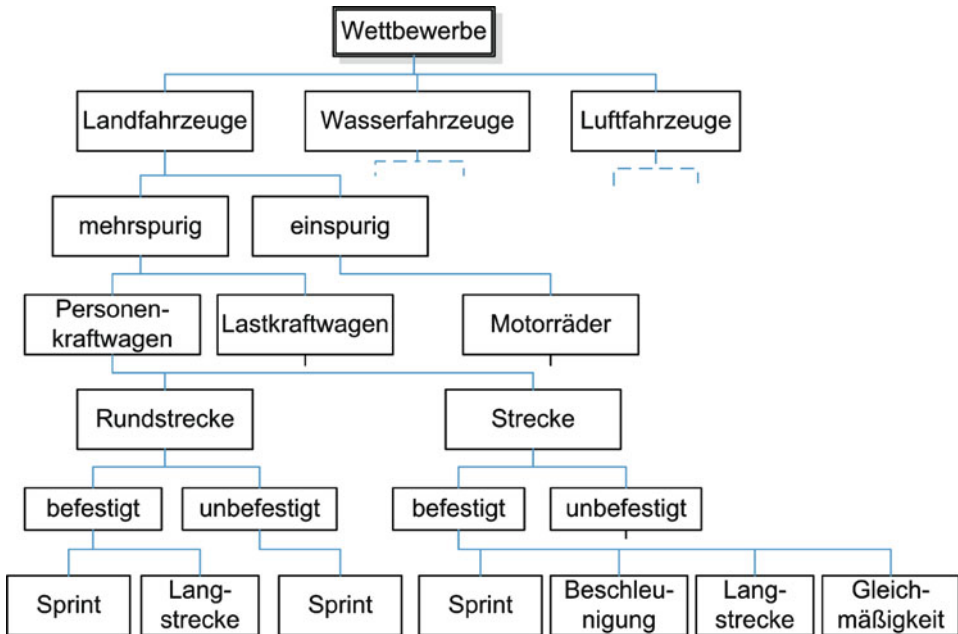 Wettbewerbe
Landfahrzeuge
Wasserfahrzeuge
Luftfahrzeuge
mehrspurig
einspurig
Personen-
kraftwagen
Lastkraftwagen
Motorräder
Rundstrecke
Strecke
befestigt
unbefestigt
befestigt
unbefestigt
Sprint
Lang-
strecke
Sprint
Sprint
Beschleu-
nigung
Lang-
strecke
Gleich-
mäßigkeit